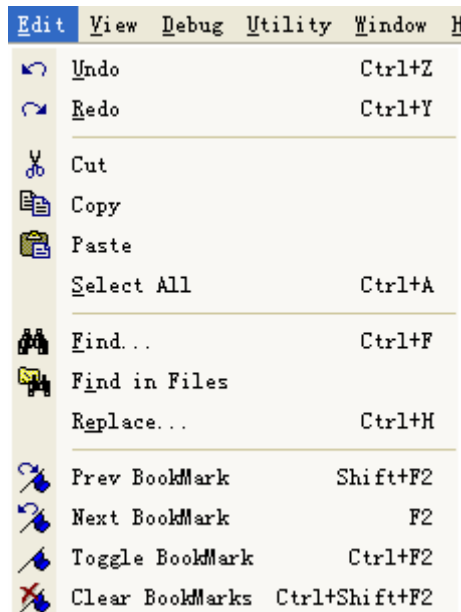 Edit View Debug Utility Window H
Undo Ctrl+Z
Redo Ctrl+Y
Cut
Copy
Paste
Select All Ctrl+A
Find... Ctrl+F
Find in Files
Replace... Ctrl+H
Prev BookMark Shift+F2
Next BookMark F2
Toggle BookMark Ctrl+F2
Clear BookMarks Ctrl+Shift+F2